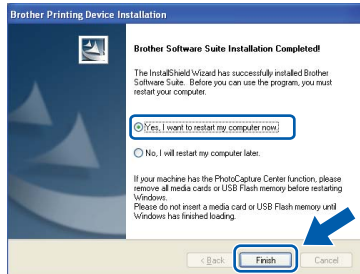 Brother Printing Device Installation
Brother Software Suite Installation Completed!
The InstallShield Wizard has successfully installed Brother
Software Suite. Before you can use the program, you must
restart your computer.
Yes, I want to restart my computer now.
No, I will restart my computer later.
If your machine has the PhotoCapture Center function, please
remove all media cards or USB Flash memory before restarting
Windows.
Please do not insert a media card or USB Flash memory until
Windows has finished loading.
< Back
Finish
Cancel